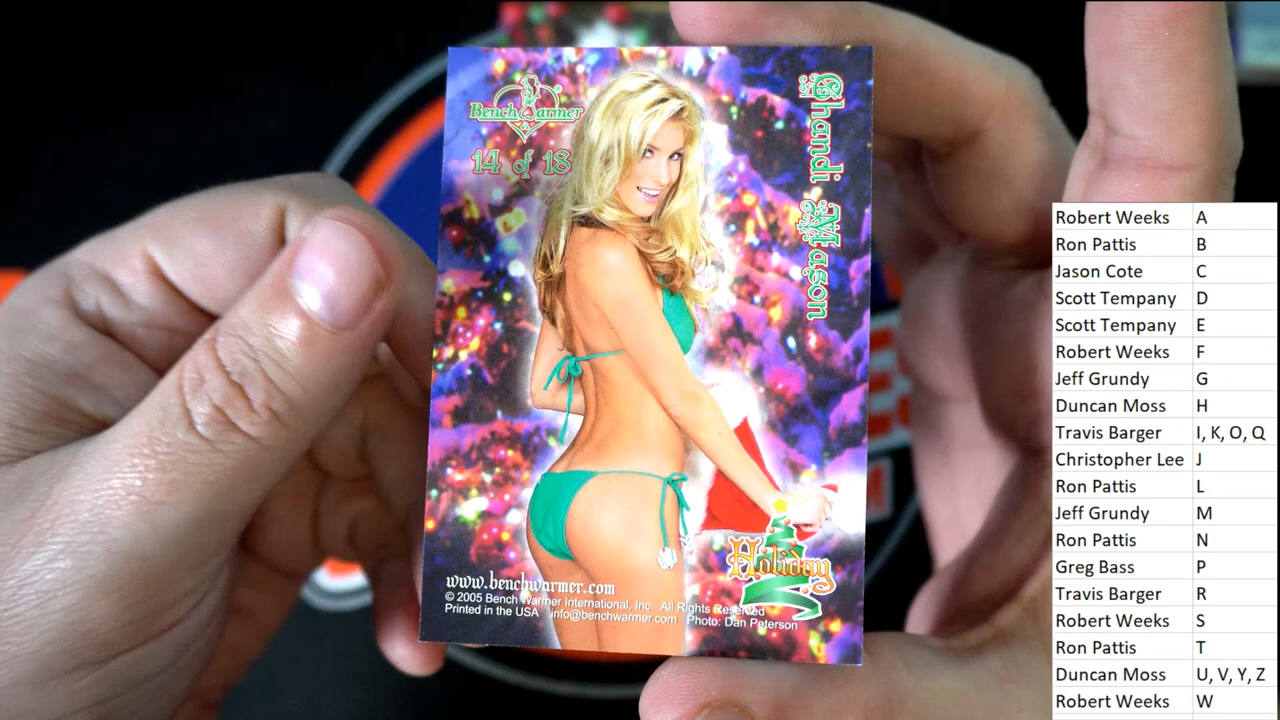 Bench Warmer
14 of 18
Shandi Mason
Holiday
www.benchwarmer.com
© 2005 Bench Warmer International, Inc. All Rights Reserved
Printed in the USA info@benchwarmer.com Photo: Dan Peterson
Robert Weeks A
Ron Pattis B
Jason Cote C
Scott Tempany D
Scott Tempany E
Robert Weeks F
Jeff Grundy G
Duncan Moss H
Travis Barger I, K, O, Q
Christopher Lee J
Ron Pattis L
Jeff Grundy M
Ron Pattis N
Greg Bass P
Travis Barger R
Robert Weeks S
Ron Pattis T
Duncan Moss U, V, Y, Z
Robert Weeks W